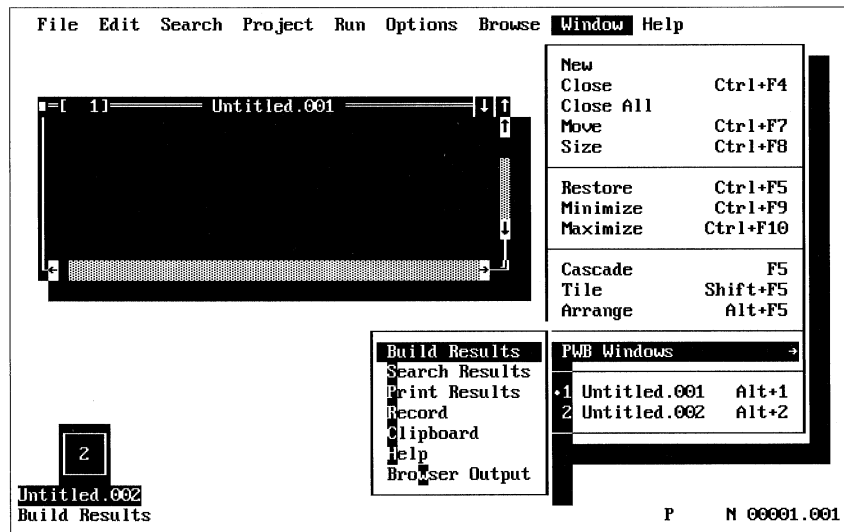 File Edit Search Project Run Options Browse Window Help
=[ 1] Untitled.001 ↓ ↑
New
Close Ctrl+F4
Close All
Move Ctrl+F7
Size Ctrl+F8
Restore Ctrl+F5
Minimize Ctrl+F9
Maximize Ctrl+F10
Cascade F5
Tile Shift+F5
Arrange Alt+F5
PWB Windows →
•1 Untitled.001 Alt+1
2 Untitled.002 Alt+2
Build Results
Search Results
Print Results
Record
Clipboard
Help
Browser Output
2
Untitled.002
Build Results
P N 00001.001